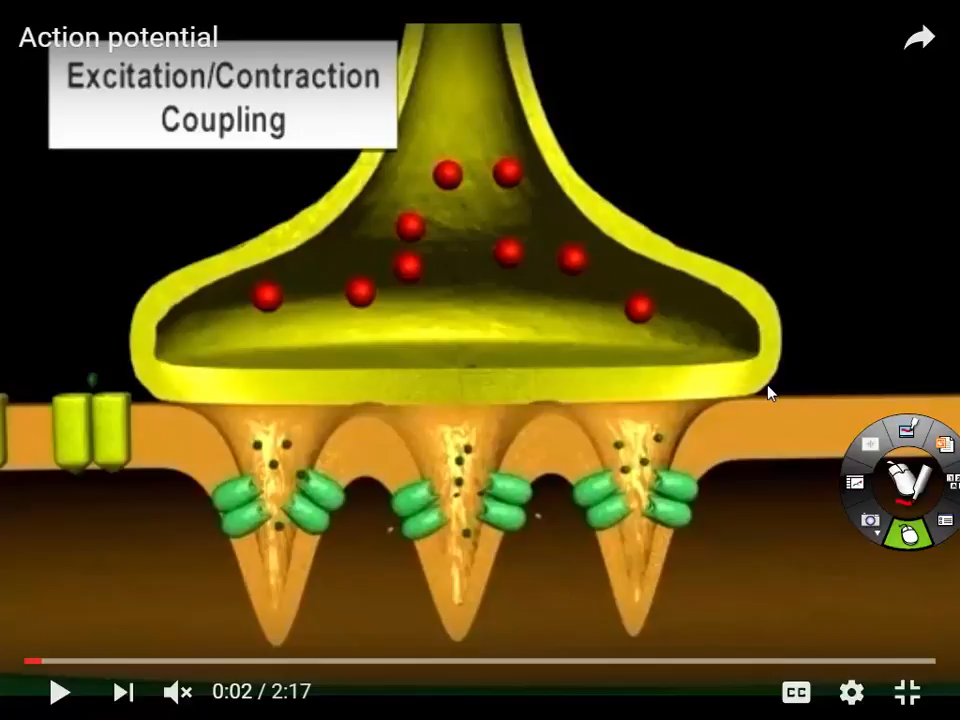 Action potential
Excitation/Contraction
Coupling
0:02 / 2:17
CC